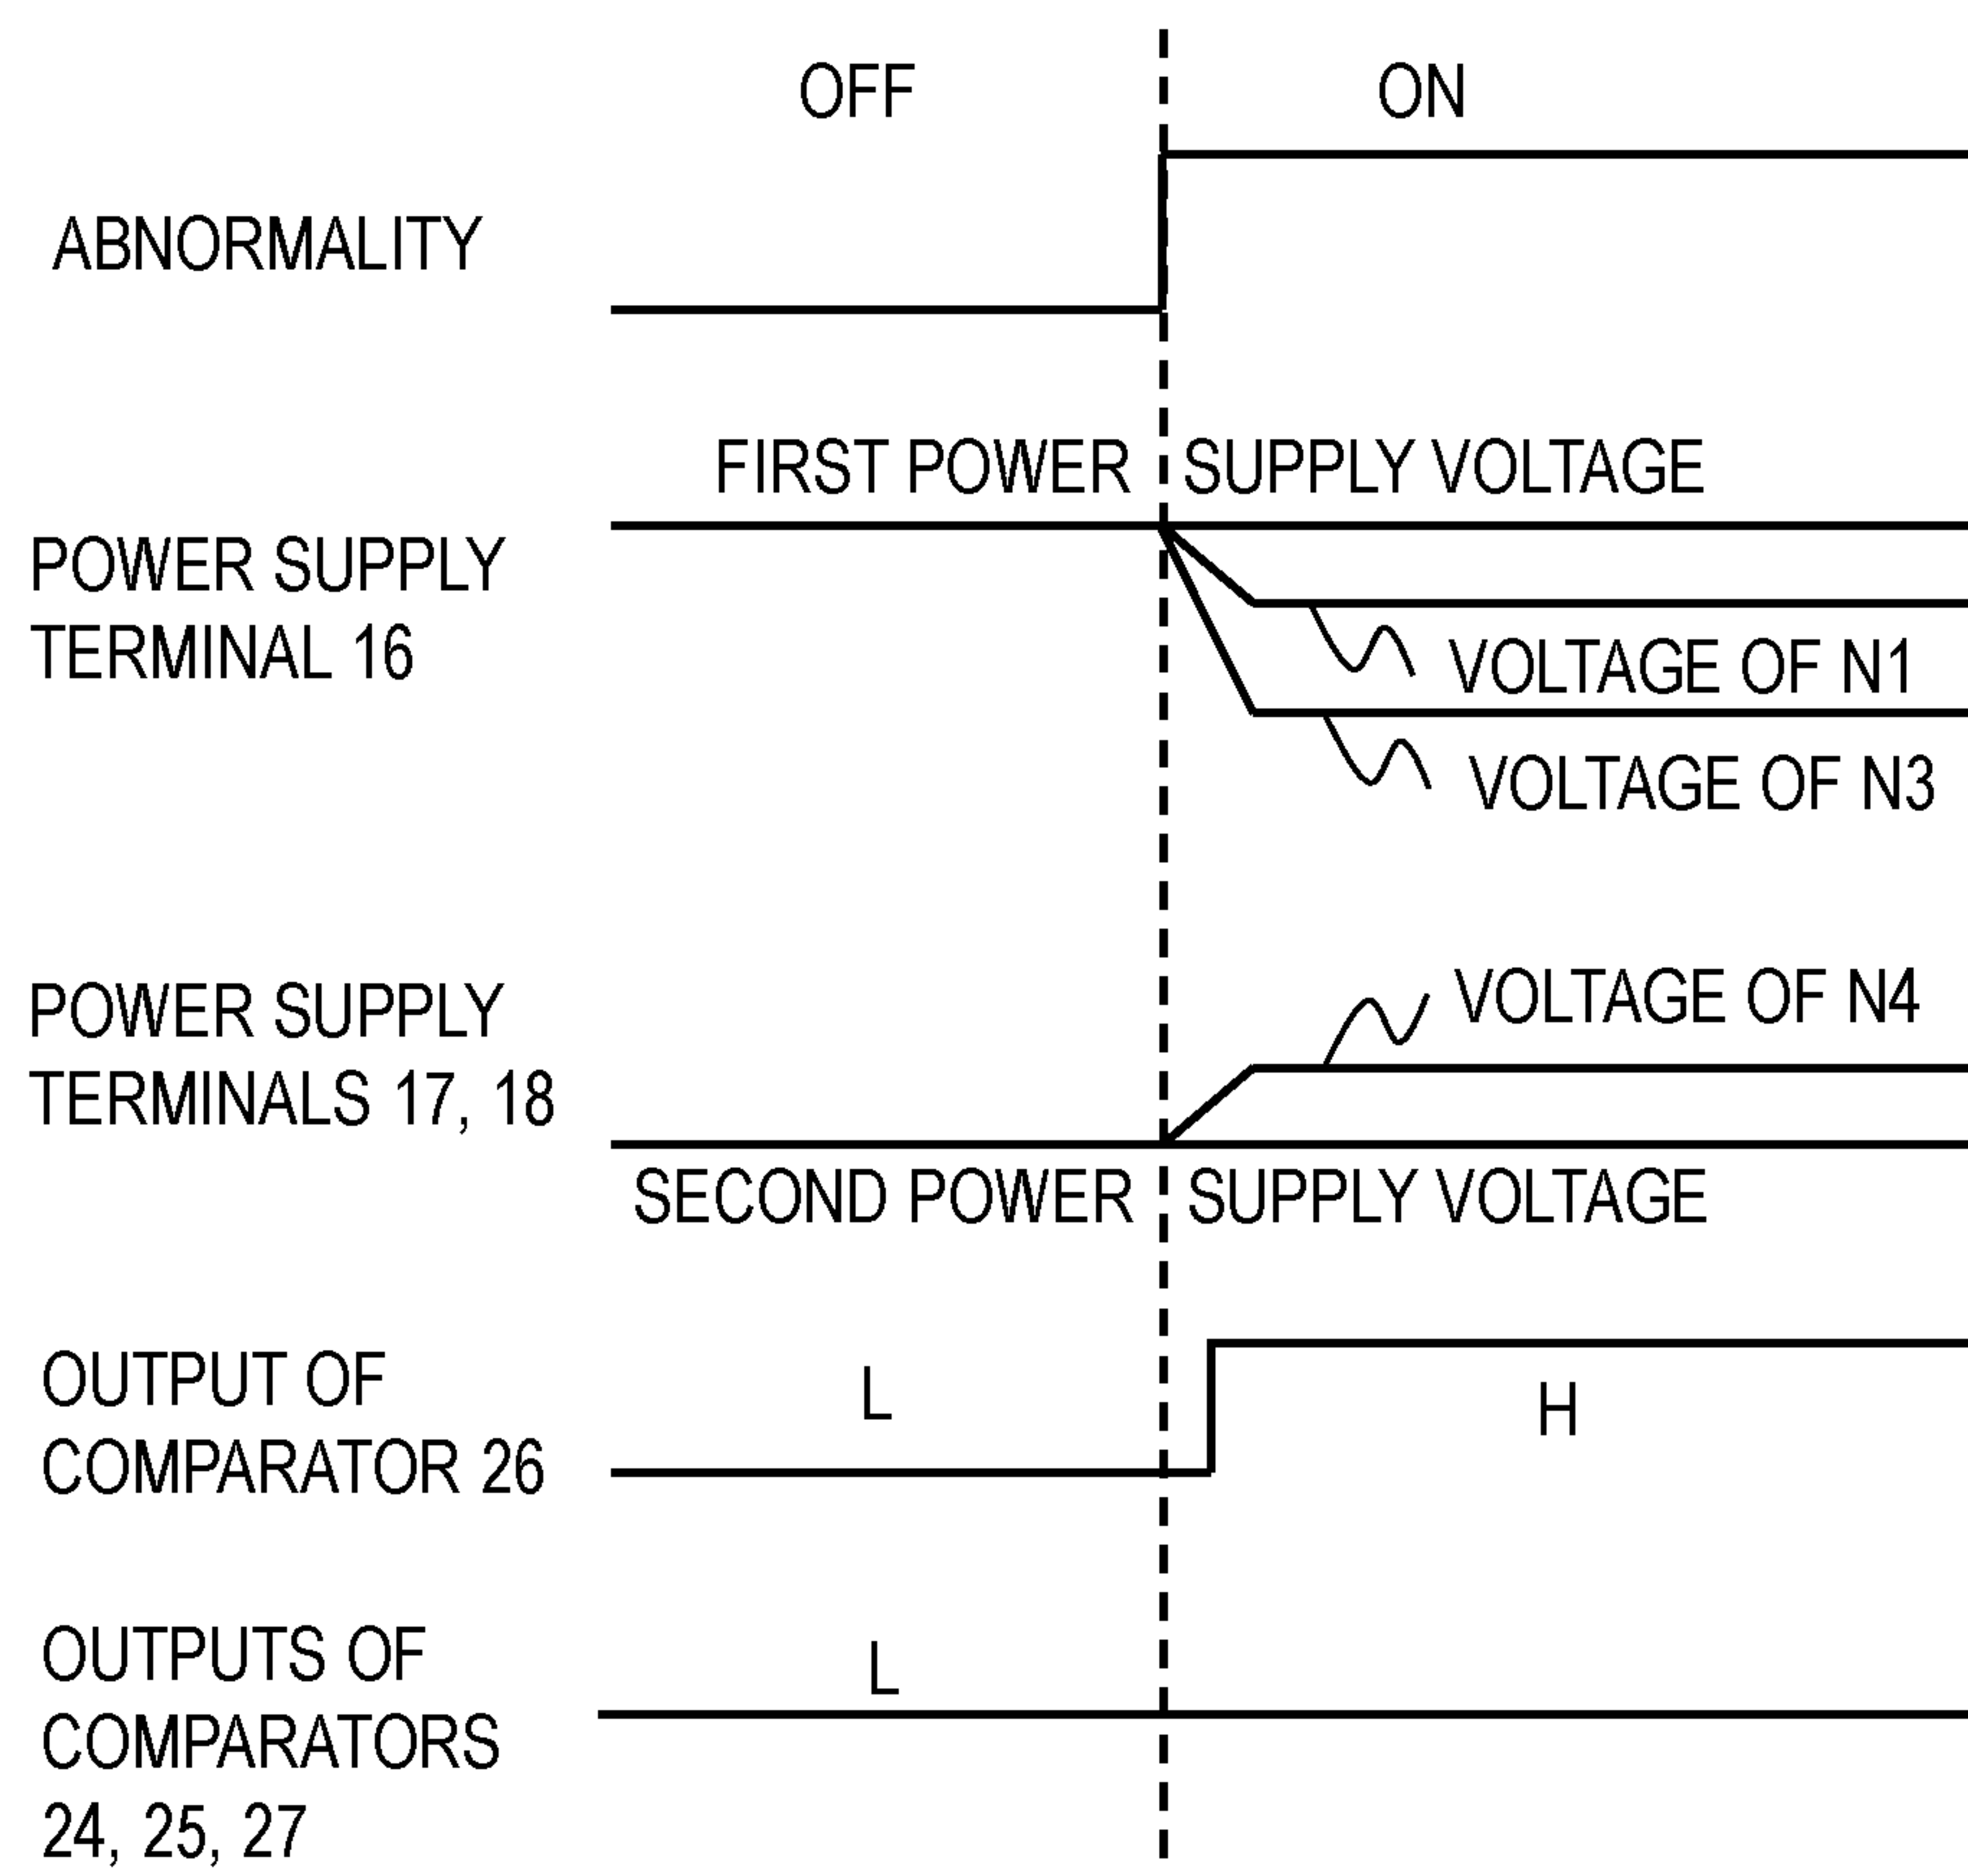 OFF ON
ABNORMALITY
FIRST POWER SUPPLY VOLTAGE
POWER SUPPLY
TERMINAL 16
VOLTAGE OF N1
VOLTAGE OF N3
POWER SUPPLY
TERMINALS 17, 18
VOLTAGE OF N4
SECOND POWER SUPPLY VOLTAGE
OUTPUT OF
COMPARATOR 26
L H
OUTPUTS OF
COMPARATORS
24, 25, 27
L